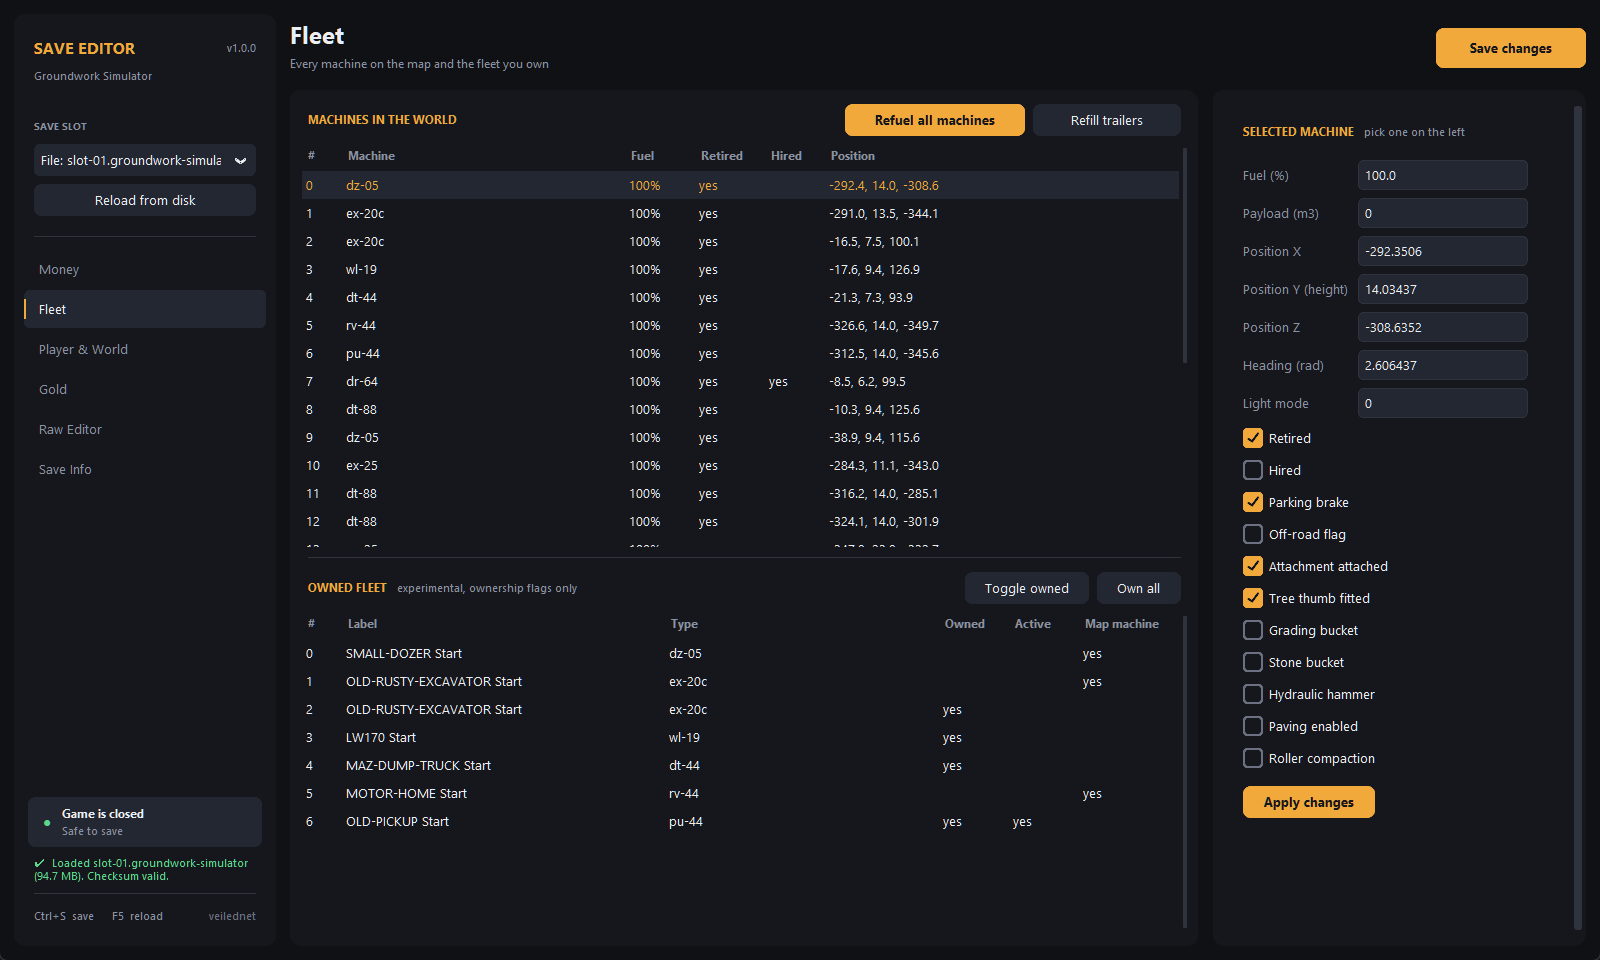 SAVE EDITOR v1.0.0
Groundwork Simulator
SAVE SLOT
File: slot-01.groundwork-simula
Reload from disk
Money
Fleet
Player & World
Gold
Raw Editor
Save Info
Game is closed
Safe to save
✓ Loaded slot-01.groundwork-simulator
(94.7 MB). Checksum valid.
Ctrl+S save F5 reload veilednet
Fleet
Every machine on the map and the fleet you own
Save changes
MACHINES IN THE WORLD
Refuel all machines
Refill trailers
# Machine Fuel Retired Hired Position
0 dz-05 100% yes -292.4, 14.0, -308.6
1 ex-20c 100% yes -291.0, 13.5, -344.1
2 ex-20c 100% yes -16.5, 7.5, 100.1
3 wl-19 100% yes -17.6, 9.4, 126.9
4 dt-44 100% yes -21.3, 7.3, 93.9
5 rv-44 100% yes -326.6, 14.0, -349.7
6 pu-44 100% yes -312.5, 14.0, -345.6
7 dr-64 100% yes yes -8.5, 6.2, 99.5
8 dt-88 100% yes -10.3, 9.4, 125.6
9 dz-05 100% yes -38.9, 9.4, 115.6
10 ex-25 100% yes -284.3, 11.1, -343.0
11 dt-88 100% yes -316.2, 14.0, -285.1
12 dt-88 100% yes -324.1, 14.0, -301.9
OWNED FLEET experimental, ownership flags only
Toggle owned
Own all
# Label Type Owned Active Map machine
0 SMALL-DOZER Start dz-05 yes
1 OLD-RUSTY-EXCAVATOR Start ex-20c yes
2 OLD-RUSTY-EXCAVATOR Start ex-20c yes
3 LW170 Start wl-19 yes
4 MAZ-DUMP-TRUCK Start dt-44 yes
5 MOTOR-HOME Start rv-44 yes
6 OLD-PICKUP Start pu-44 yes yes
SELECTED MACHINE pick one on the left
Fuel (%) 100.0
Payload (m3) 0
Position X -292.3506
Position Y (height) 14.03437
Position Z -308.6352
Heading (rad) 2.606437
Light mode 0
Retired
Hired
Parking brake
Off-road flag
Attachment attached
Tree thumb fitted
Grading bucket
Stone bucket
Hydraulic hammer
Paving enabled
Roller compaction
Apply changes